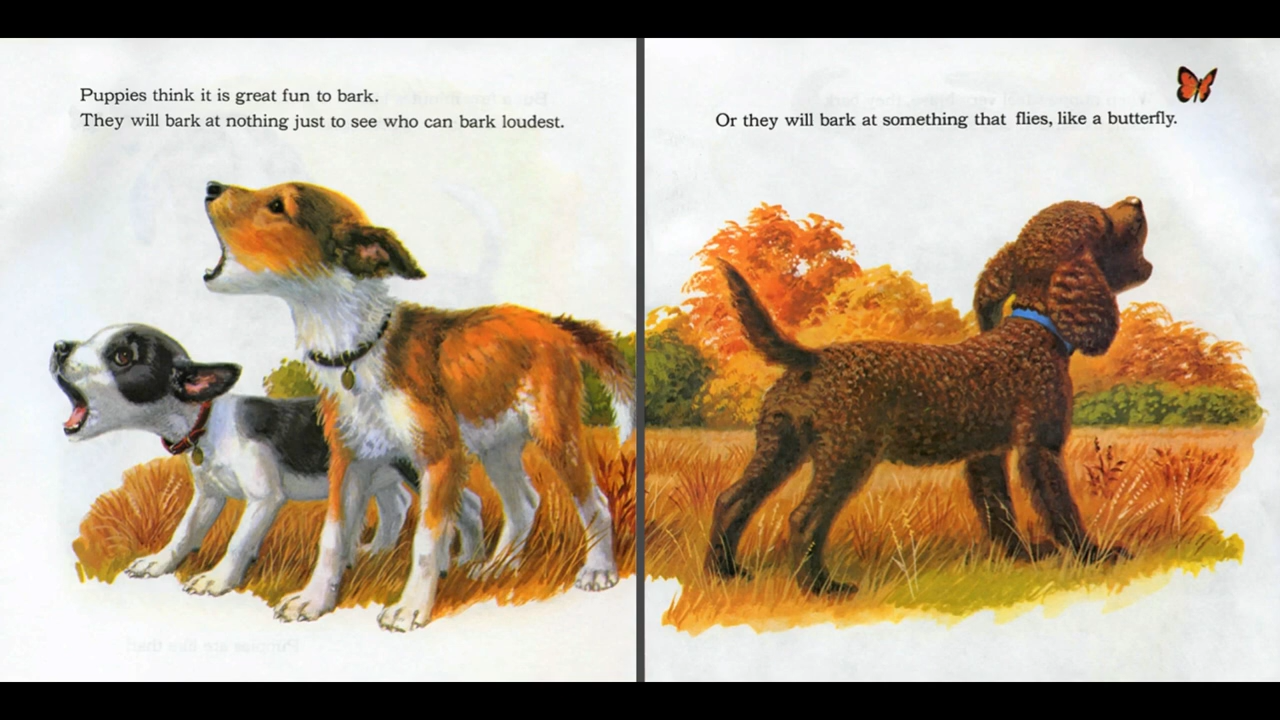 Puppies think it is great fun to bark.
They will bark at nothing just to see who can bark loudest.
Or they will bark at something that flies, like a butterfly.